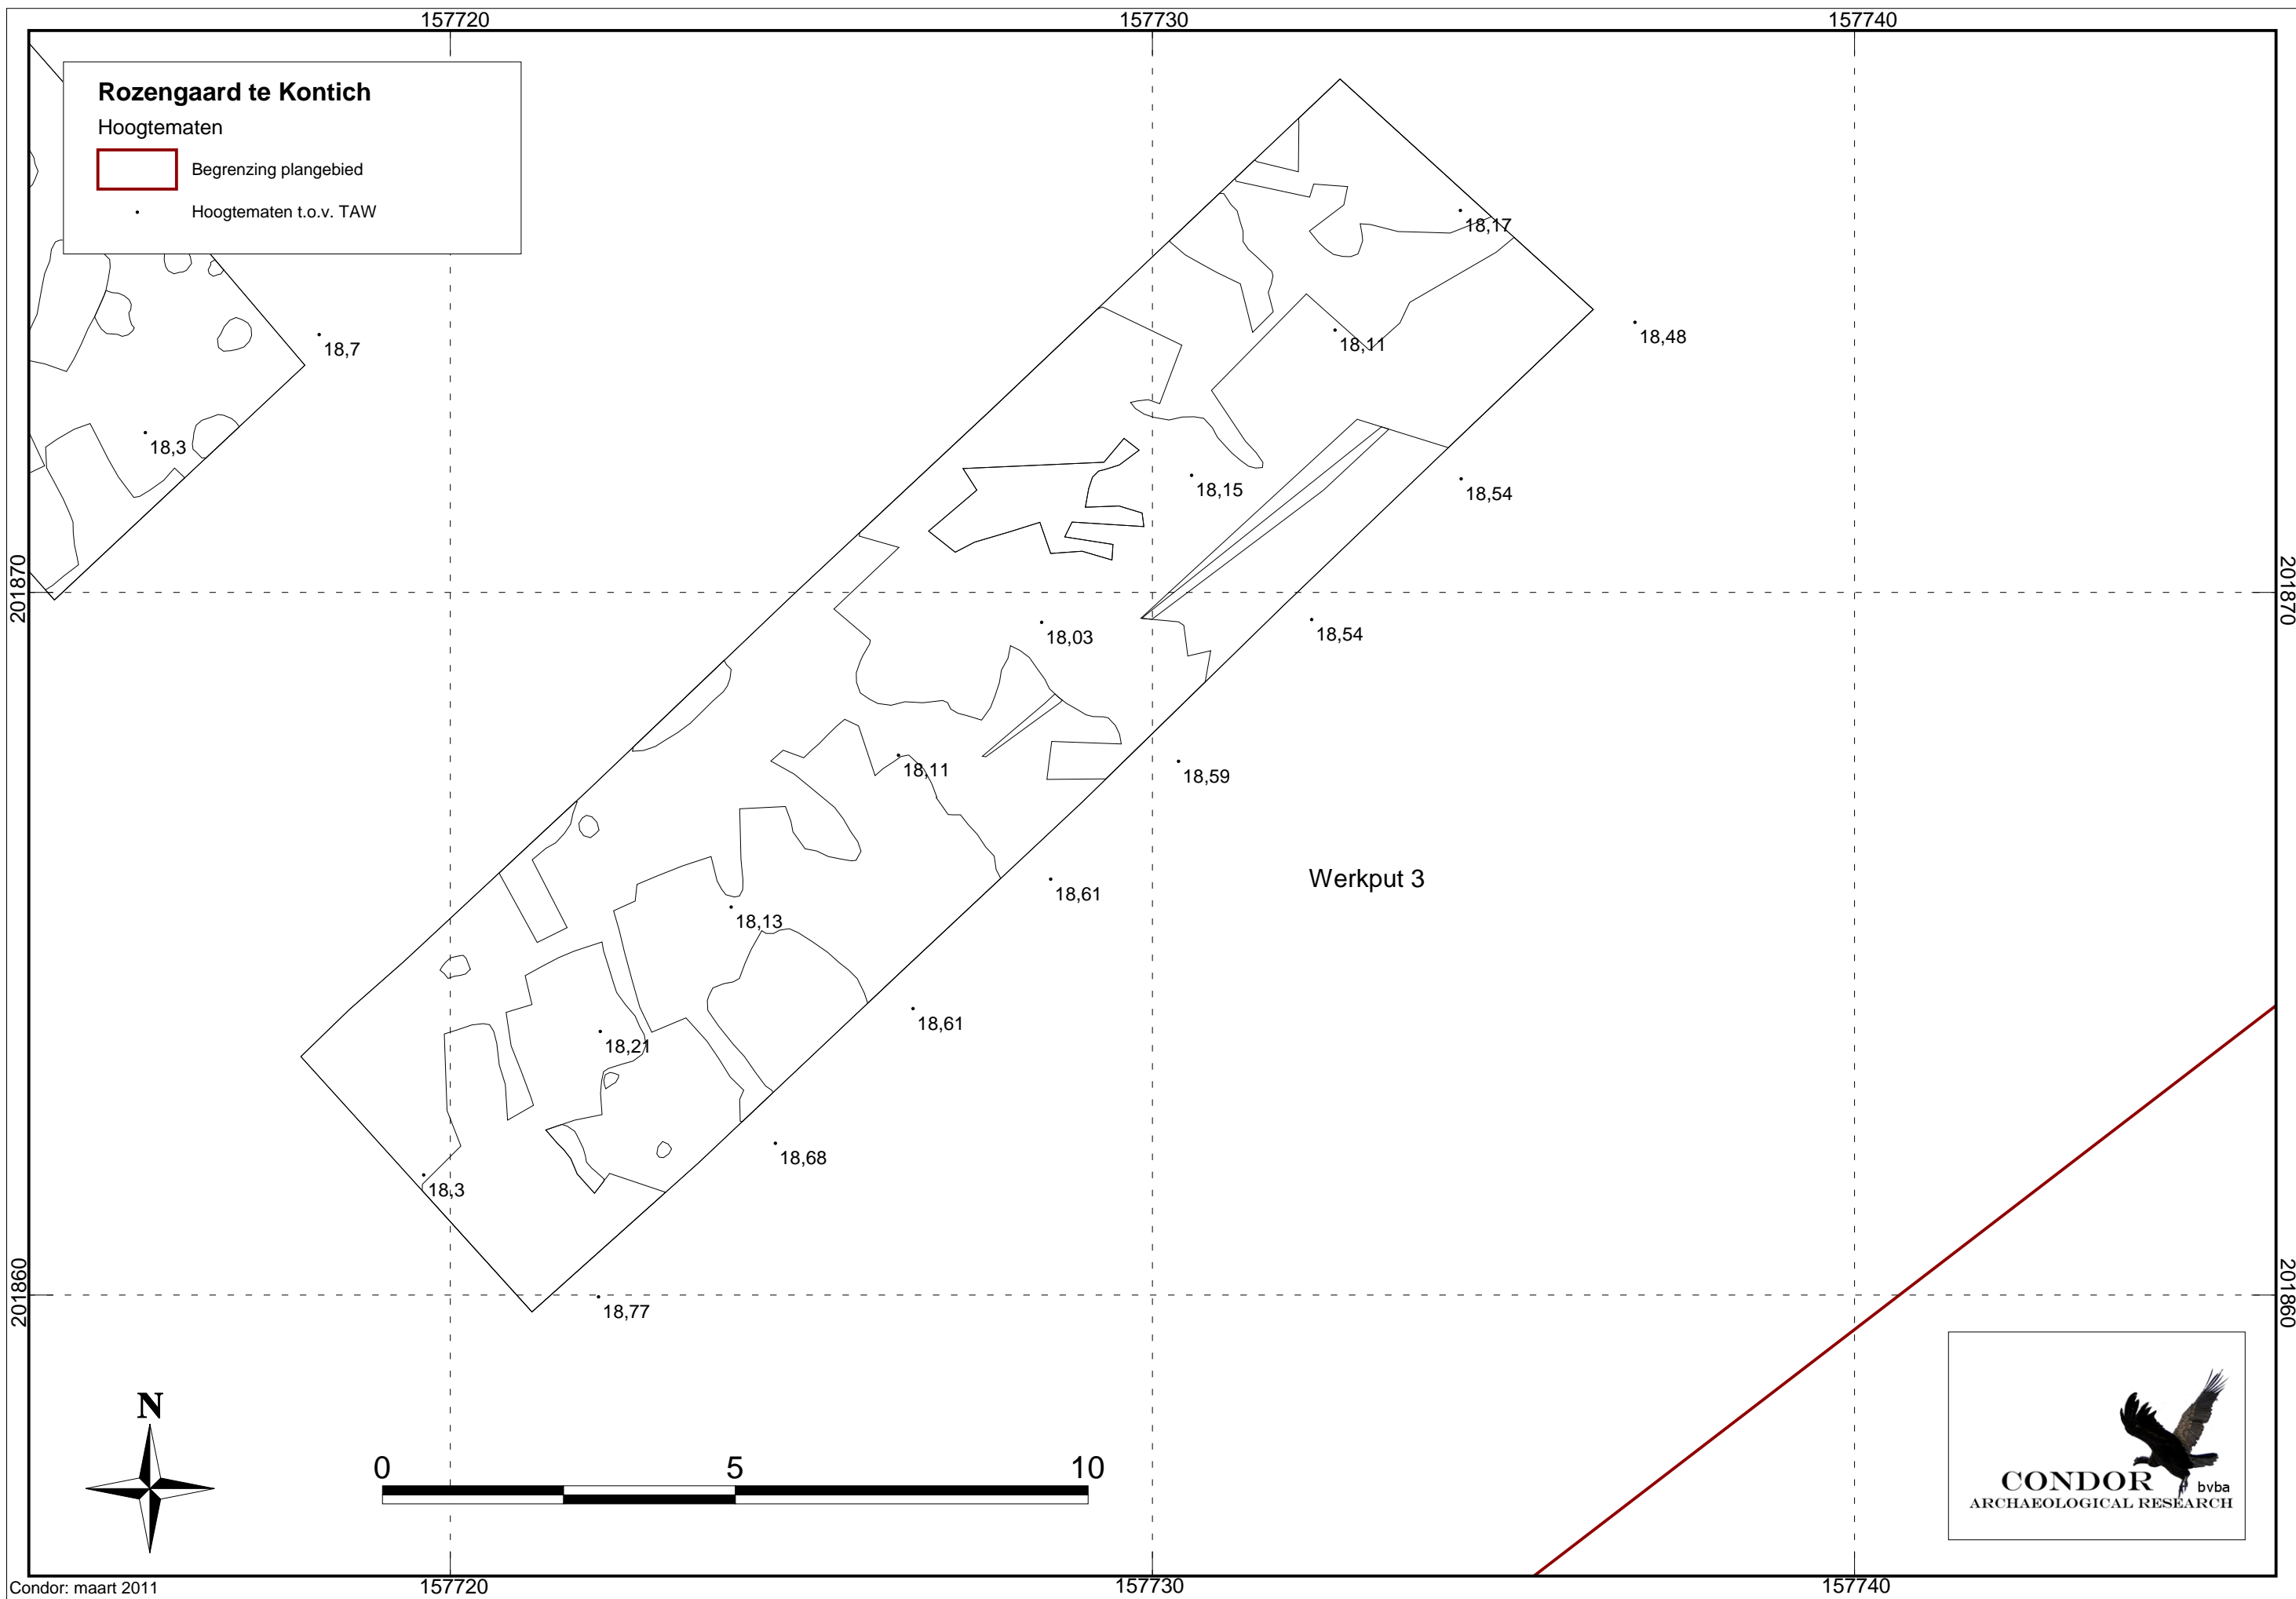 157720
157730
157740
Rozengaard te Kontich
Hoogtematen
Begrenzing plangebied
Hoogtematen t.o.v. TAW
18,17
18,7
18,11
18,48
18,3
18,15
18,54
201870
201870
18,03
18,54
18,11
18,59
18,61
Werkput 3
18,13
18,61
18,21
18,68
18,3
201860
201860
18,77
N
0 5 10
CONDOR bvba
ARCHAEOLOGICAL RESEARCH
Condor: maart 2011
157720
157730
157740